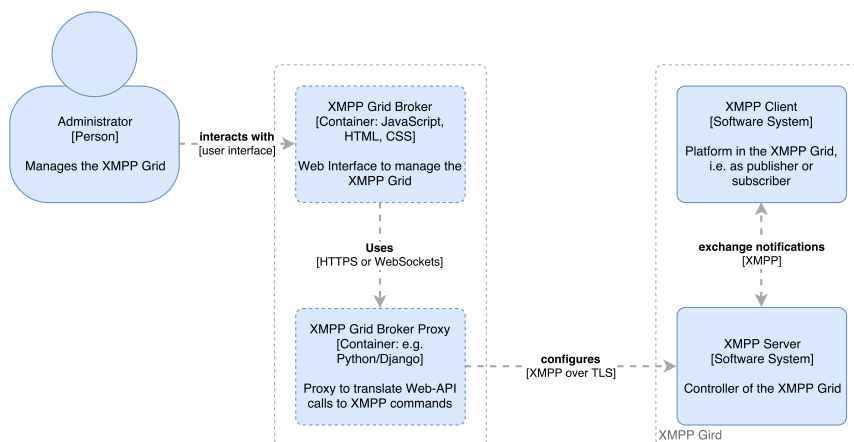 Administrator
[Person]
Manages the XMPP Grid
interacts with
[user interface]
XMPP Grid Broker
[Container: JavaScript,
HTML, CSS]
Web Interface to manage the
XMPP Grid
Uses
[HTTPS or WebSockets]
XMPP Grid Broker Proxy
[Container: e.g.
Python/Django]
Proxy to translate Web-API
calls to XMPP commands
configures
[XMPP over TLS]
XMPP Client
[Software System]
Platform in the XMPP Grid,
i.e. as publisher or
subscriber
exchange notifications
[XMPP]
XMPP Server
[Software System]
Controller of the XMPP Grid
XMPP Gird